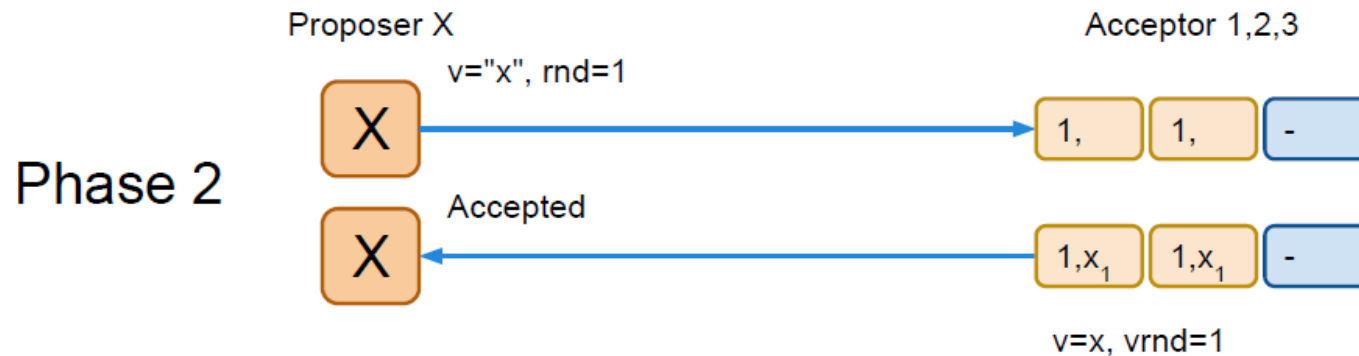 Proposer X
Acceptor 1,2,3
v="x", rnd=1
X
1,
1,
-
Phase 2
Accepted
X
1,x₁
1,x₁
-
v=x, vrnd=1